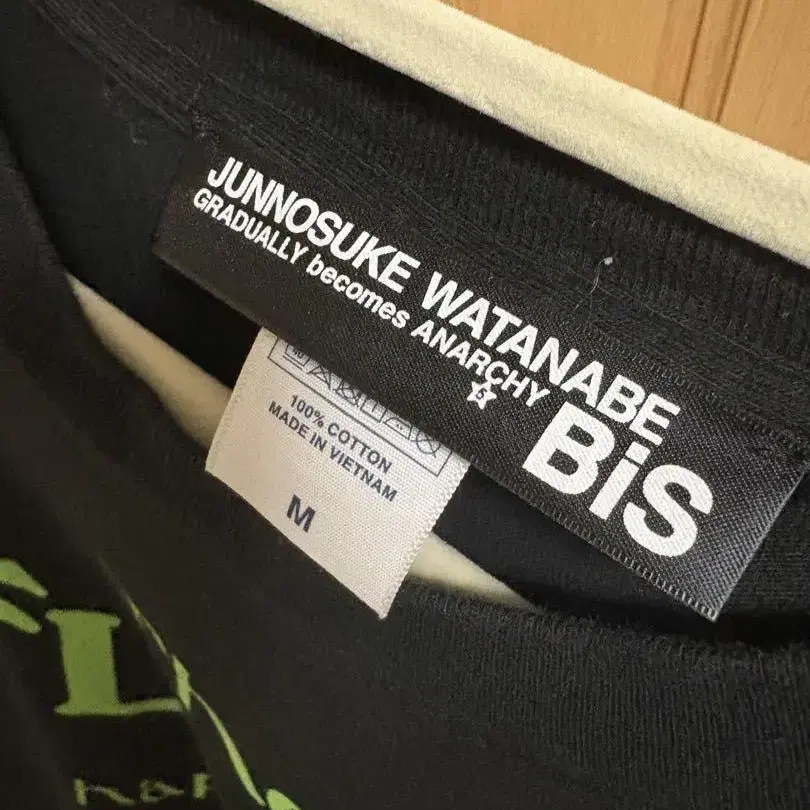 JUNNOSUKE WATANABE
GRADUALLY becomes ANARCHY
BiS
100% COTTON
MADE IN VIETNAM
M
L